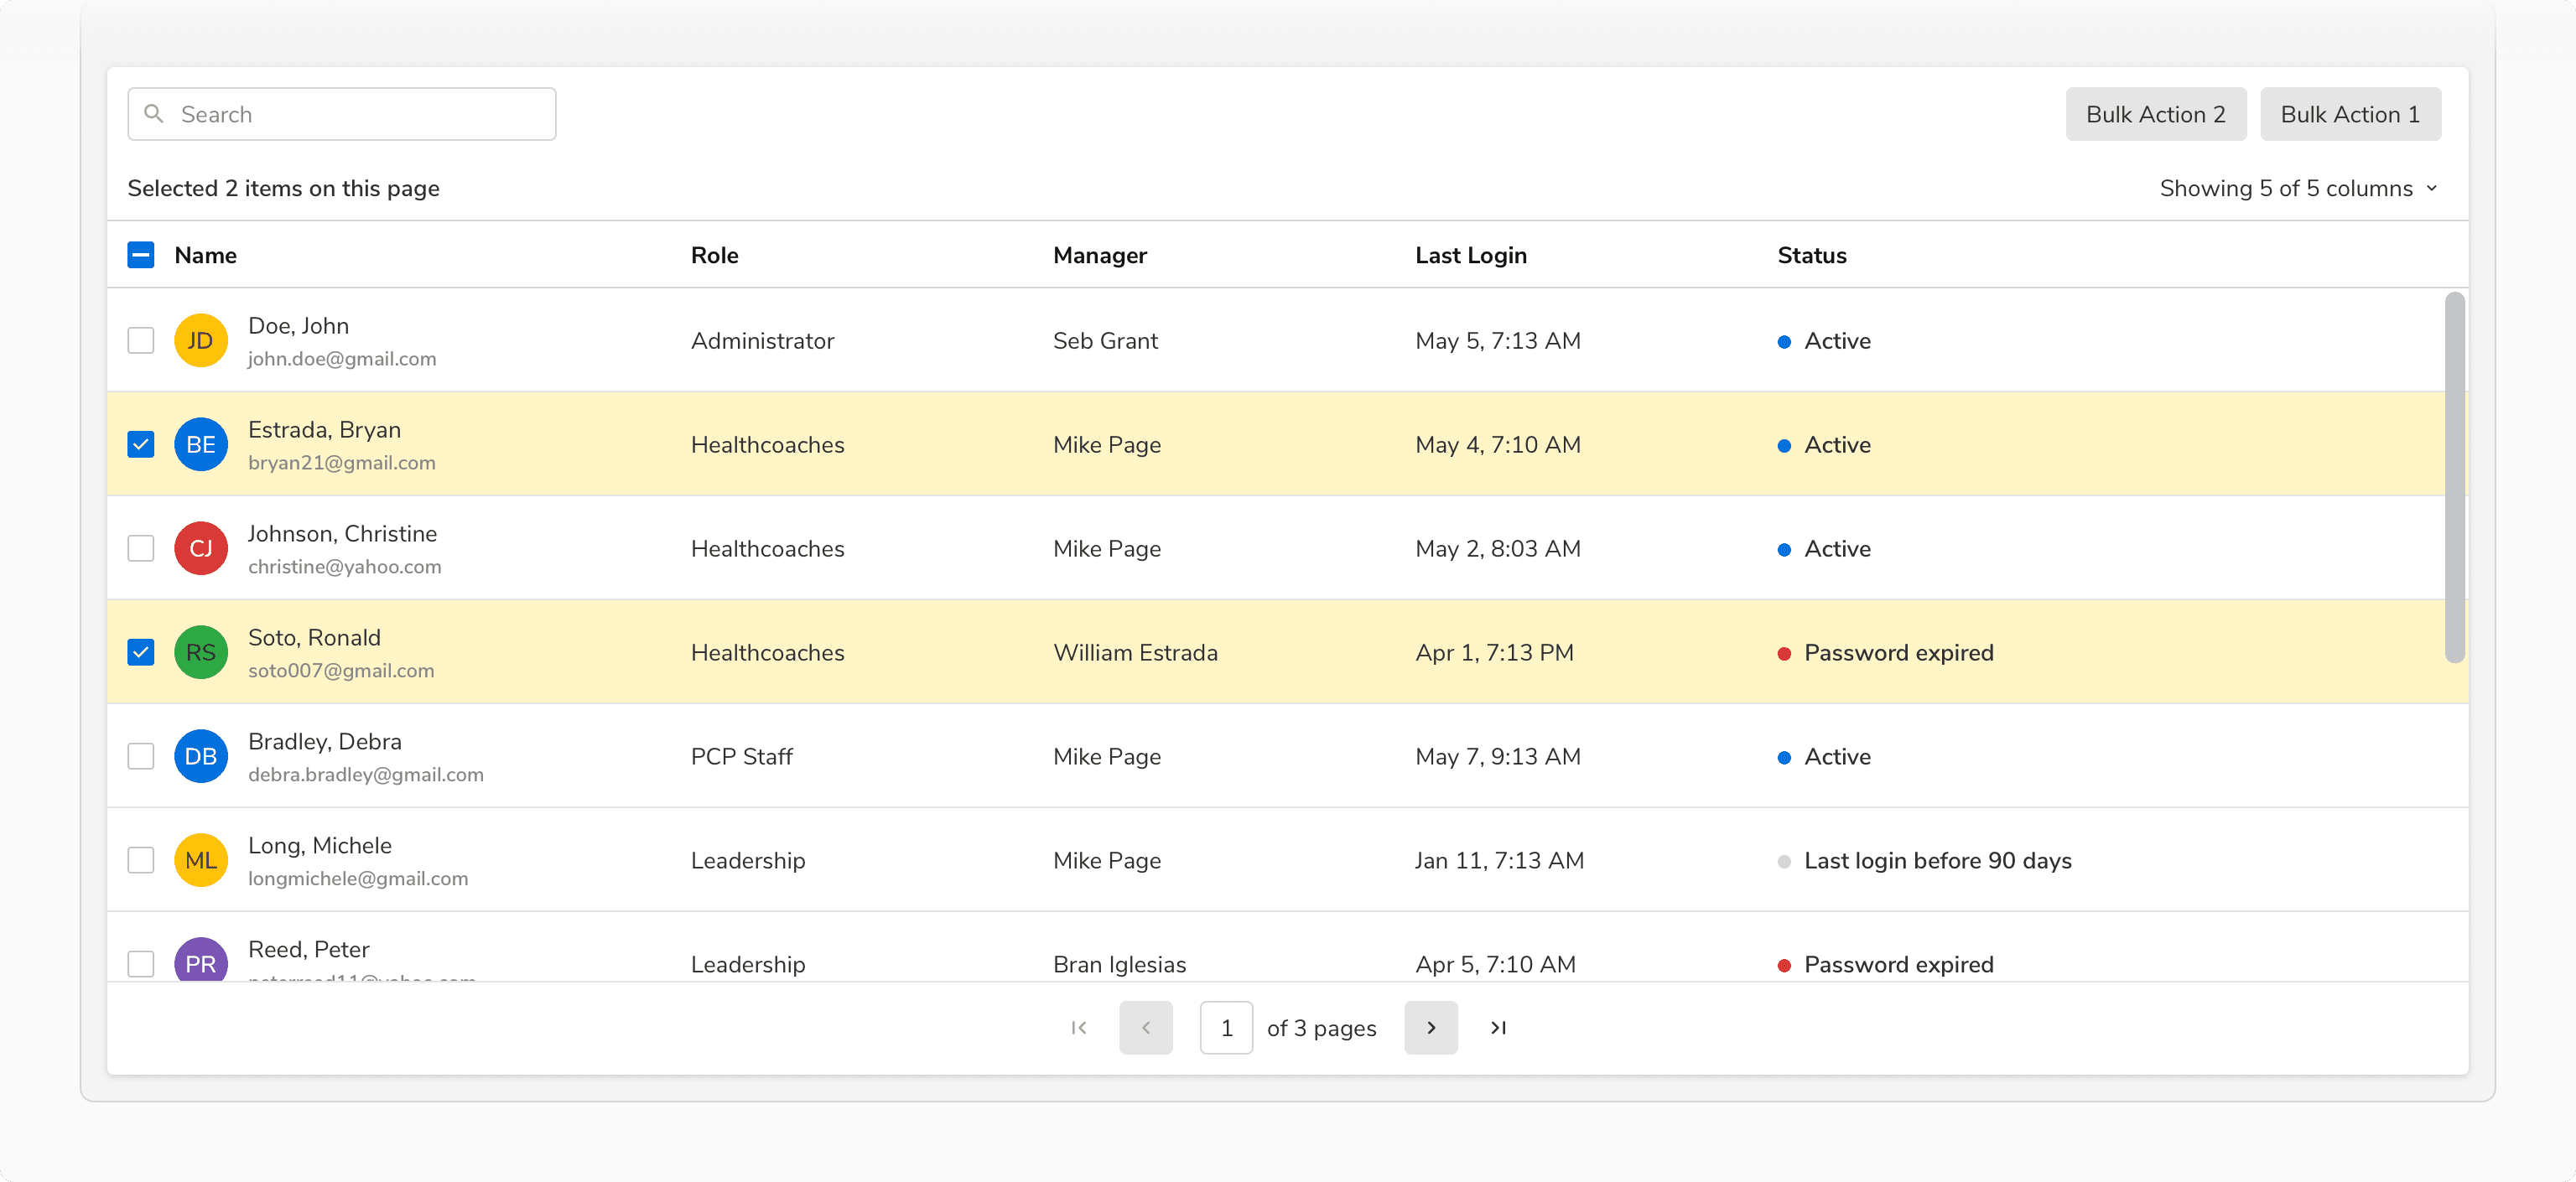 Search
Bulk Action 2 Bulk Action 1
Selected 2 items on this page
Showing 5 of 5 columns
Name Role Manager Last Login Status
JD Doe, John
john.doe@gmail.com
Administrator Seb Grant May 5, 7:13 AM Active
BE Estrada, Bryan
bryan21@gmail.com
Healthcoaches Mike Page May 4, 7:10 AM Active
CJ Johnson, Christine
christine@yahoo.com
Healthcoaches Mike Page May 2, 8:03 AM Active
RS Soto, Ronald
soto007@gmail.com
Healthcoaches William Estrada Apr 1, 7:13 PM Password expired
DB Bradley, Debra
debra.bradley@gmail.com
PCP Staff Mike Page May 7, 9:13 AM Active
ML Long, Michele
longmichele@gmail.com
Leadership Mike Page Jan 11, 7:13 AM Last login before 90 days
PR Reed, Peter
Leadership Bran Iglesias Apr 5, 7:10 AM Password expired
1 of 3 pages